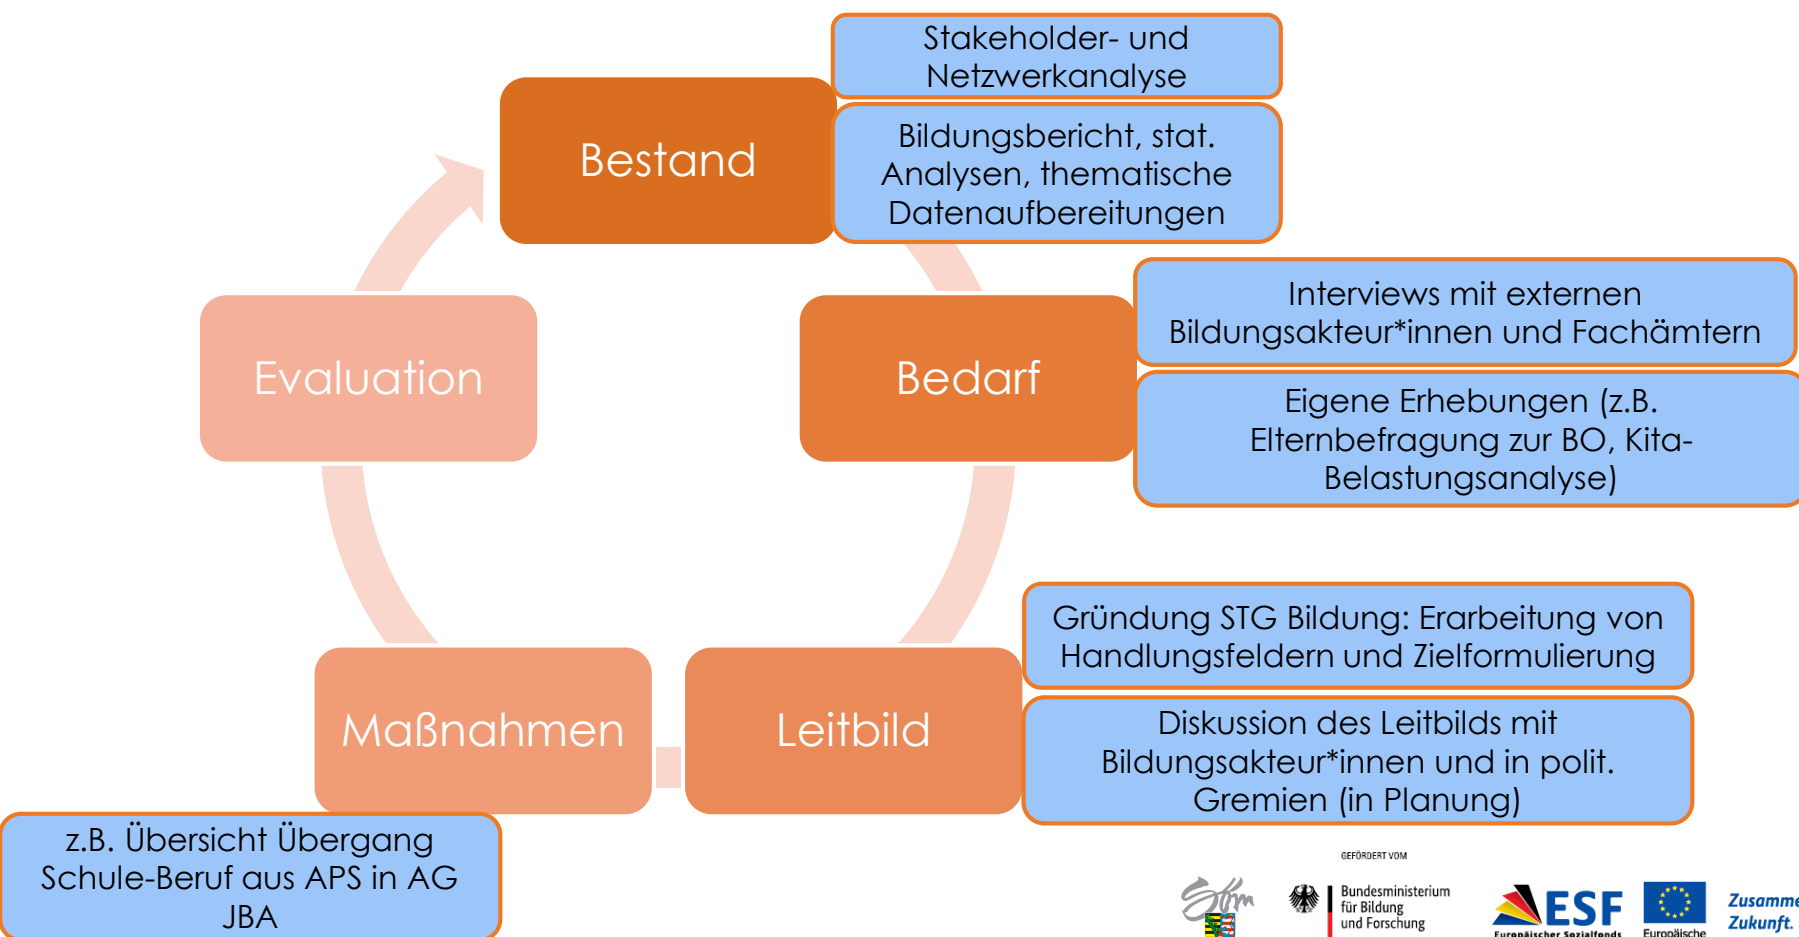 Stakeholder- und
Netzwerkanalyse
Bestand
Bildungsbericht, stat.
Analysen, thematische
Datenaufbereitungen
Interviews mit externen
Bildungsakteur*innen und Fachämtern
Evaluation
Bedarf
Eigene Erhebungen (z.B.
Elternbefragung zur BO, Kita-
Belastungsanalyse)
Gründung STG Bildung: Erarbeitung von
Handlungsfeldern und Zielformulierung
Maßnahmen
Leitbild
Diskussion des Leitbilds mit
Bildungsakteur*innen und in polit.
Gremien (in Planung)
z.B. Übersicht Übergang
Schule-Beruf aus APS in AG
JBA
GEFÖRDERT VOM
Bundesministerium
für Bildung
und Forschung
ESF
Europäischer Sozialfonds
Europäische
Zusamme
Zukunft.